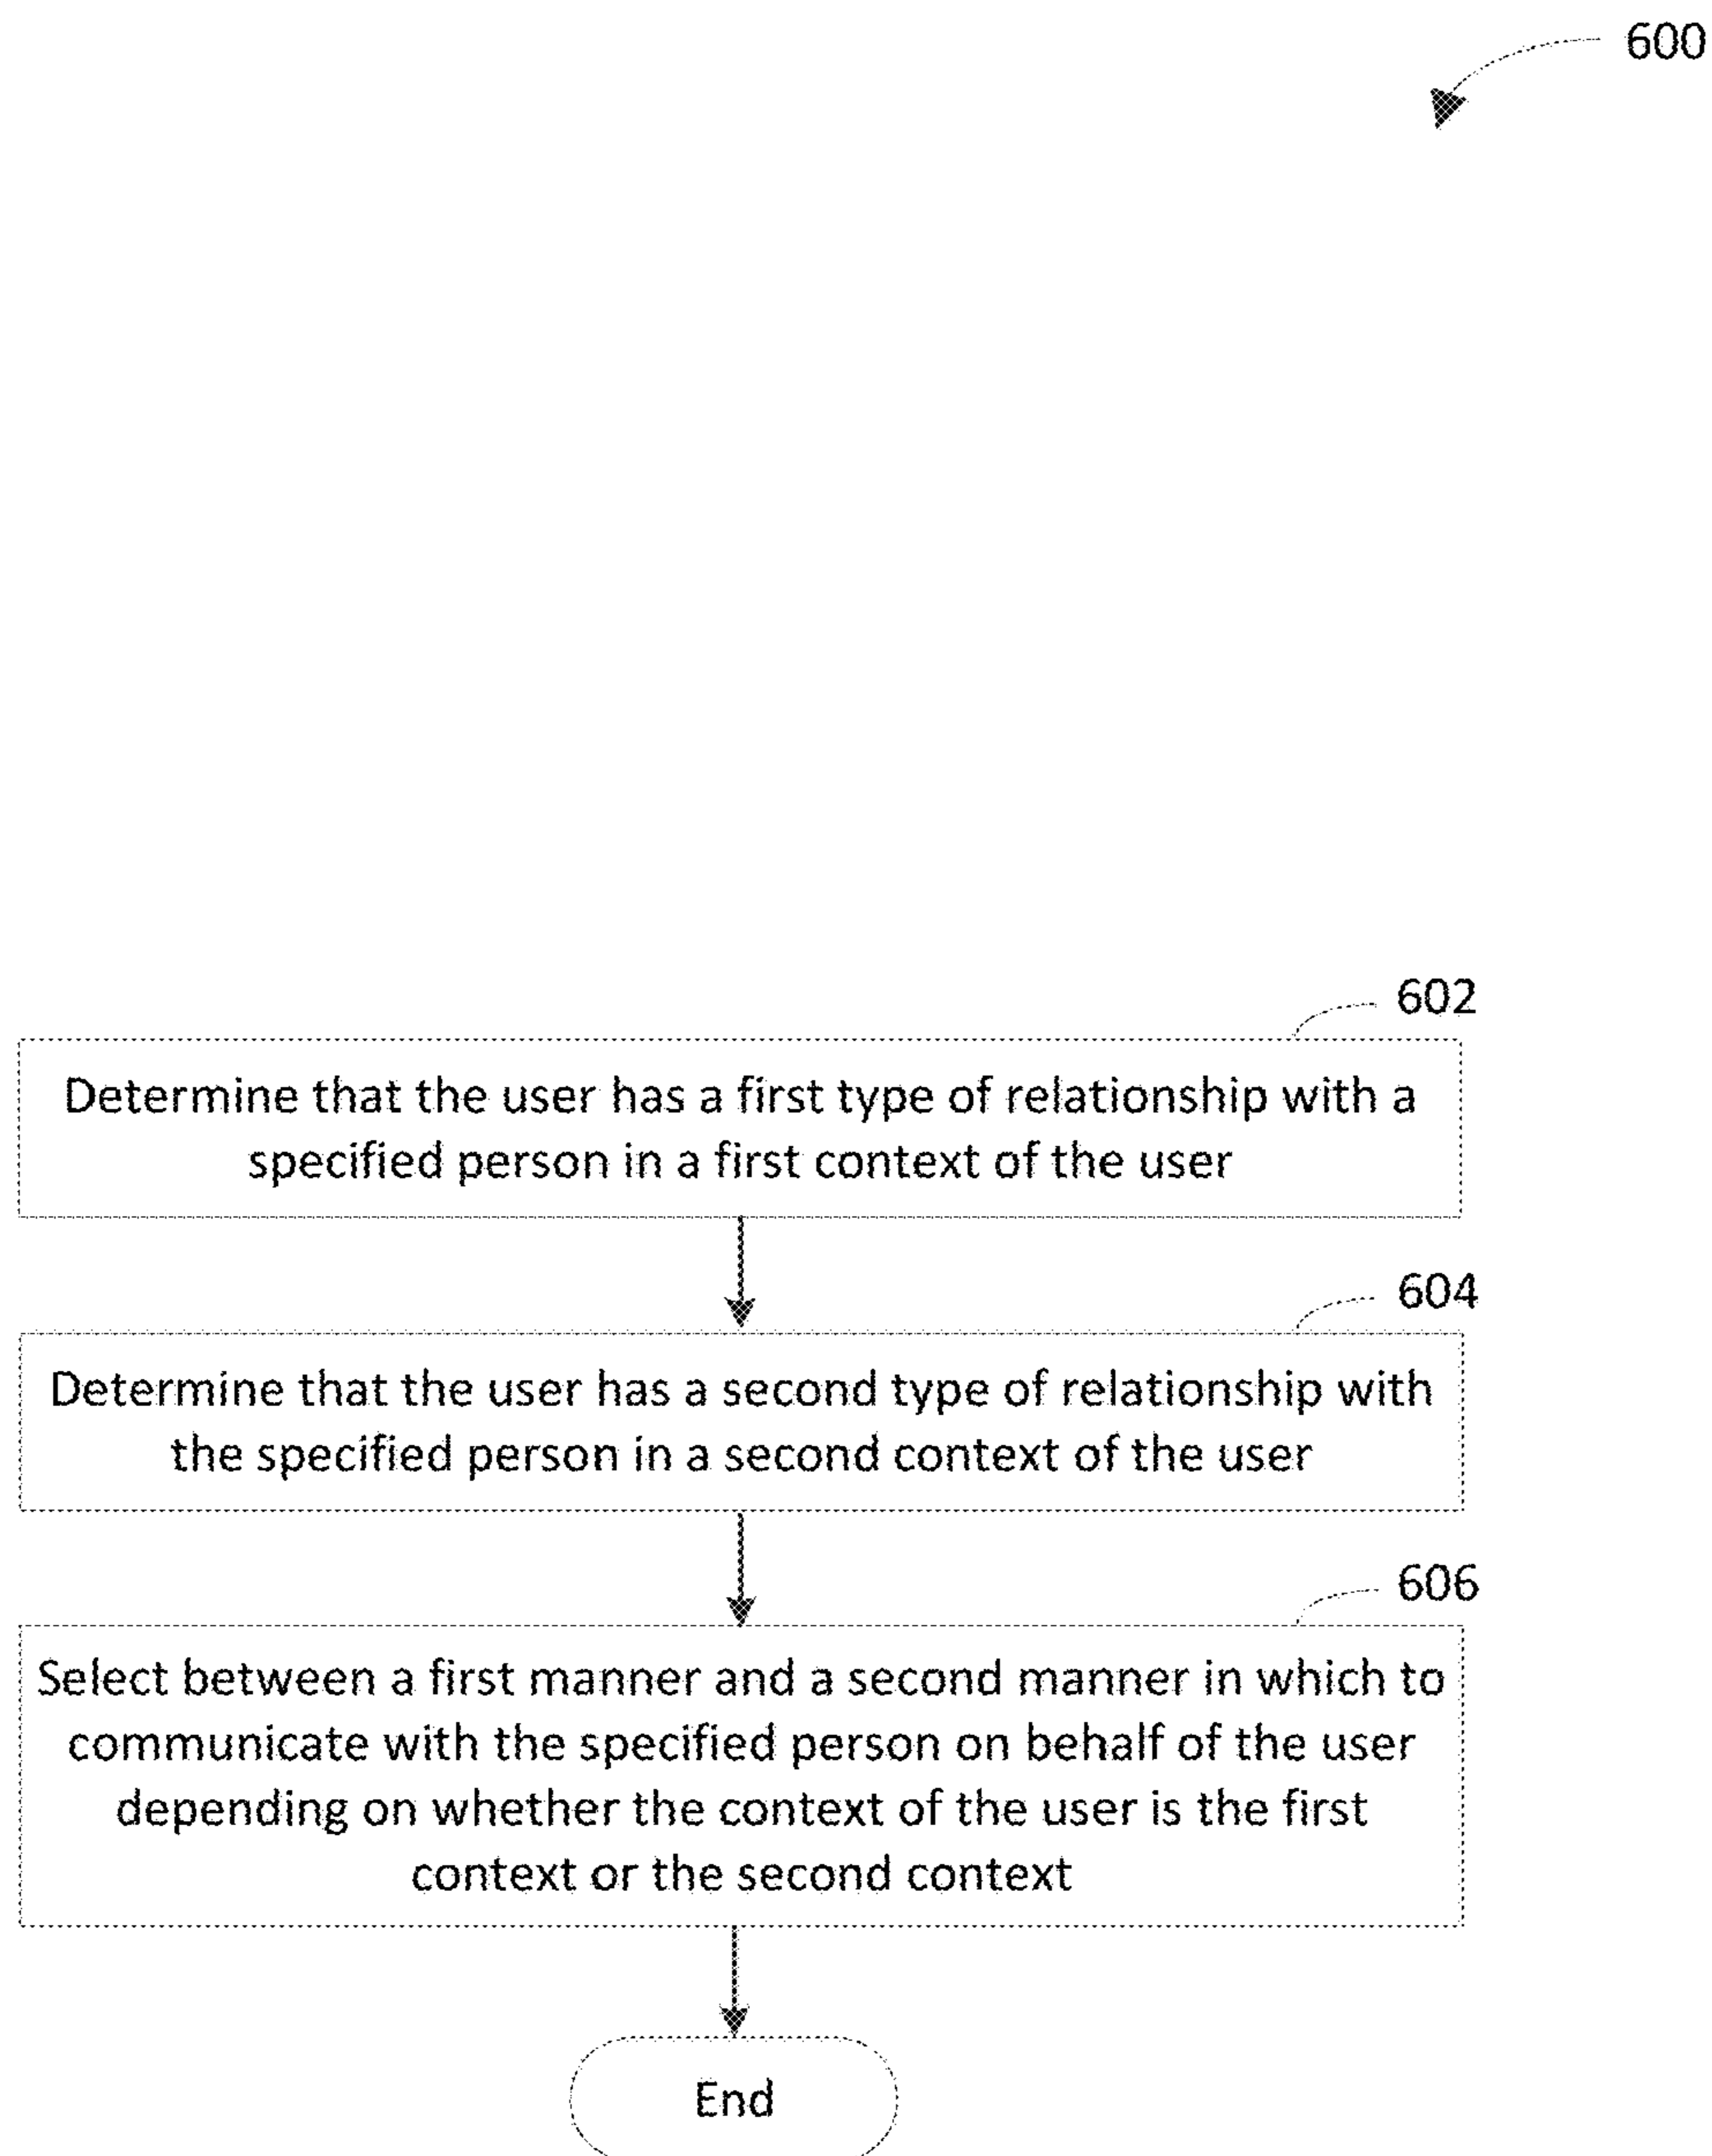 600
602
Determine that the user has a first type of relationship with a
specified person in a first context of the user
604
Determine that the user has a second type of relationship with
the specified person in a second context of the user
606
Select between a first manner and a second manner in which to
communicate with the specified person on behalf of the user
depending on whether the context of the user is the first
context or the second context
End